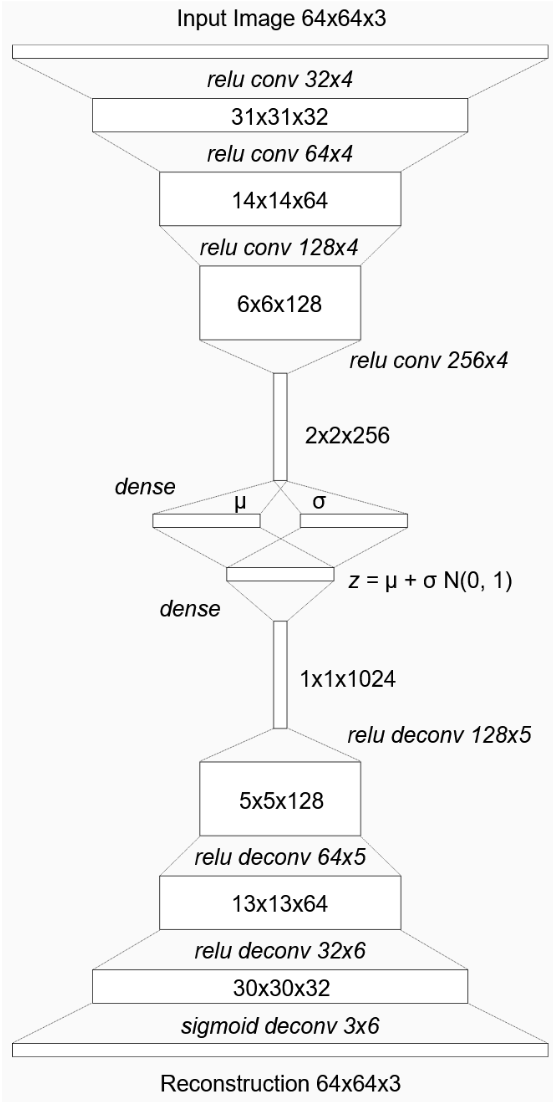 Input Image 64x64x3
relu conv 32x4
31x31x32
relu conv 64x4
14x14x64
relu conv 128x4
6x6x128
relu conv 256x4
2x2x256
dense
μ
σ
z = μ + σ N(0, 1)
dense
1x1x1024
relu deconv 128x5
5x5x128
relu deconv 64x5
13x13x64
relu deconv 32x6
30x30x32
sigmoid deconv 3x6
Reconstruction 64x64x3